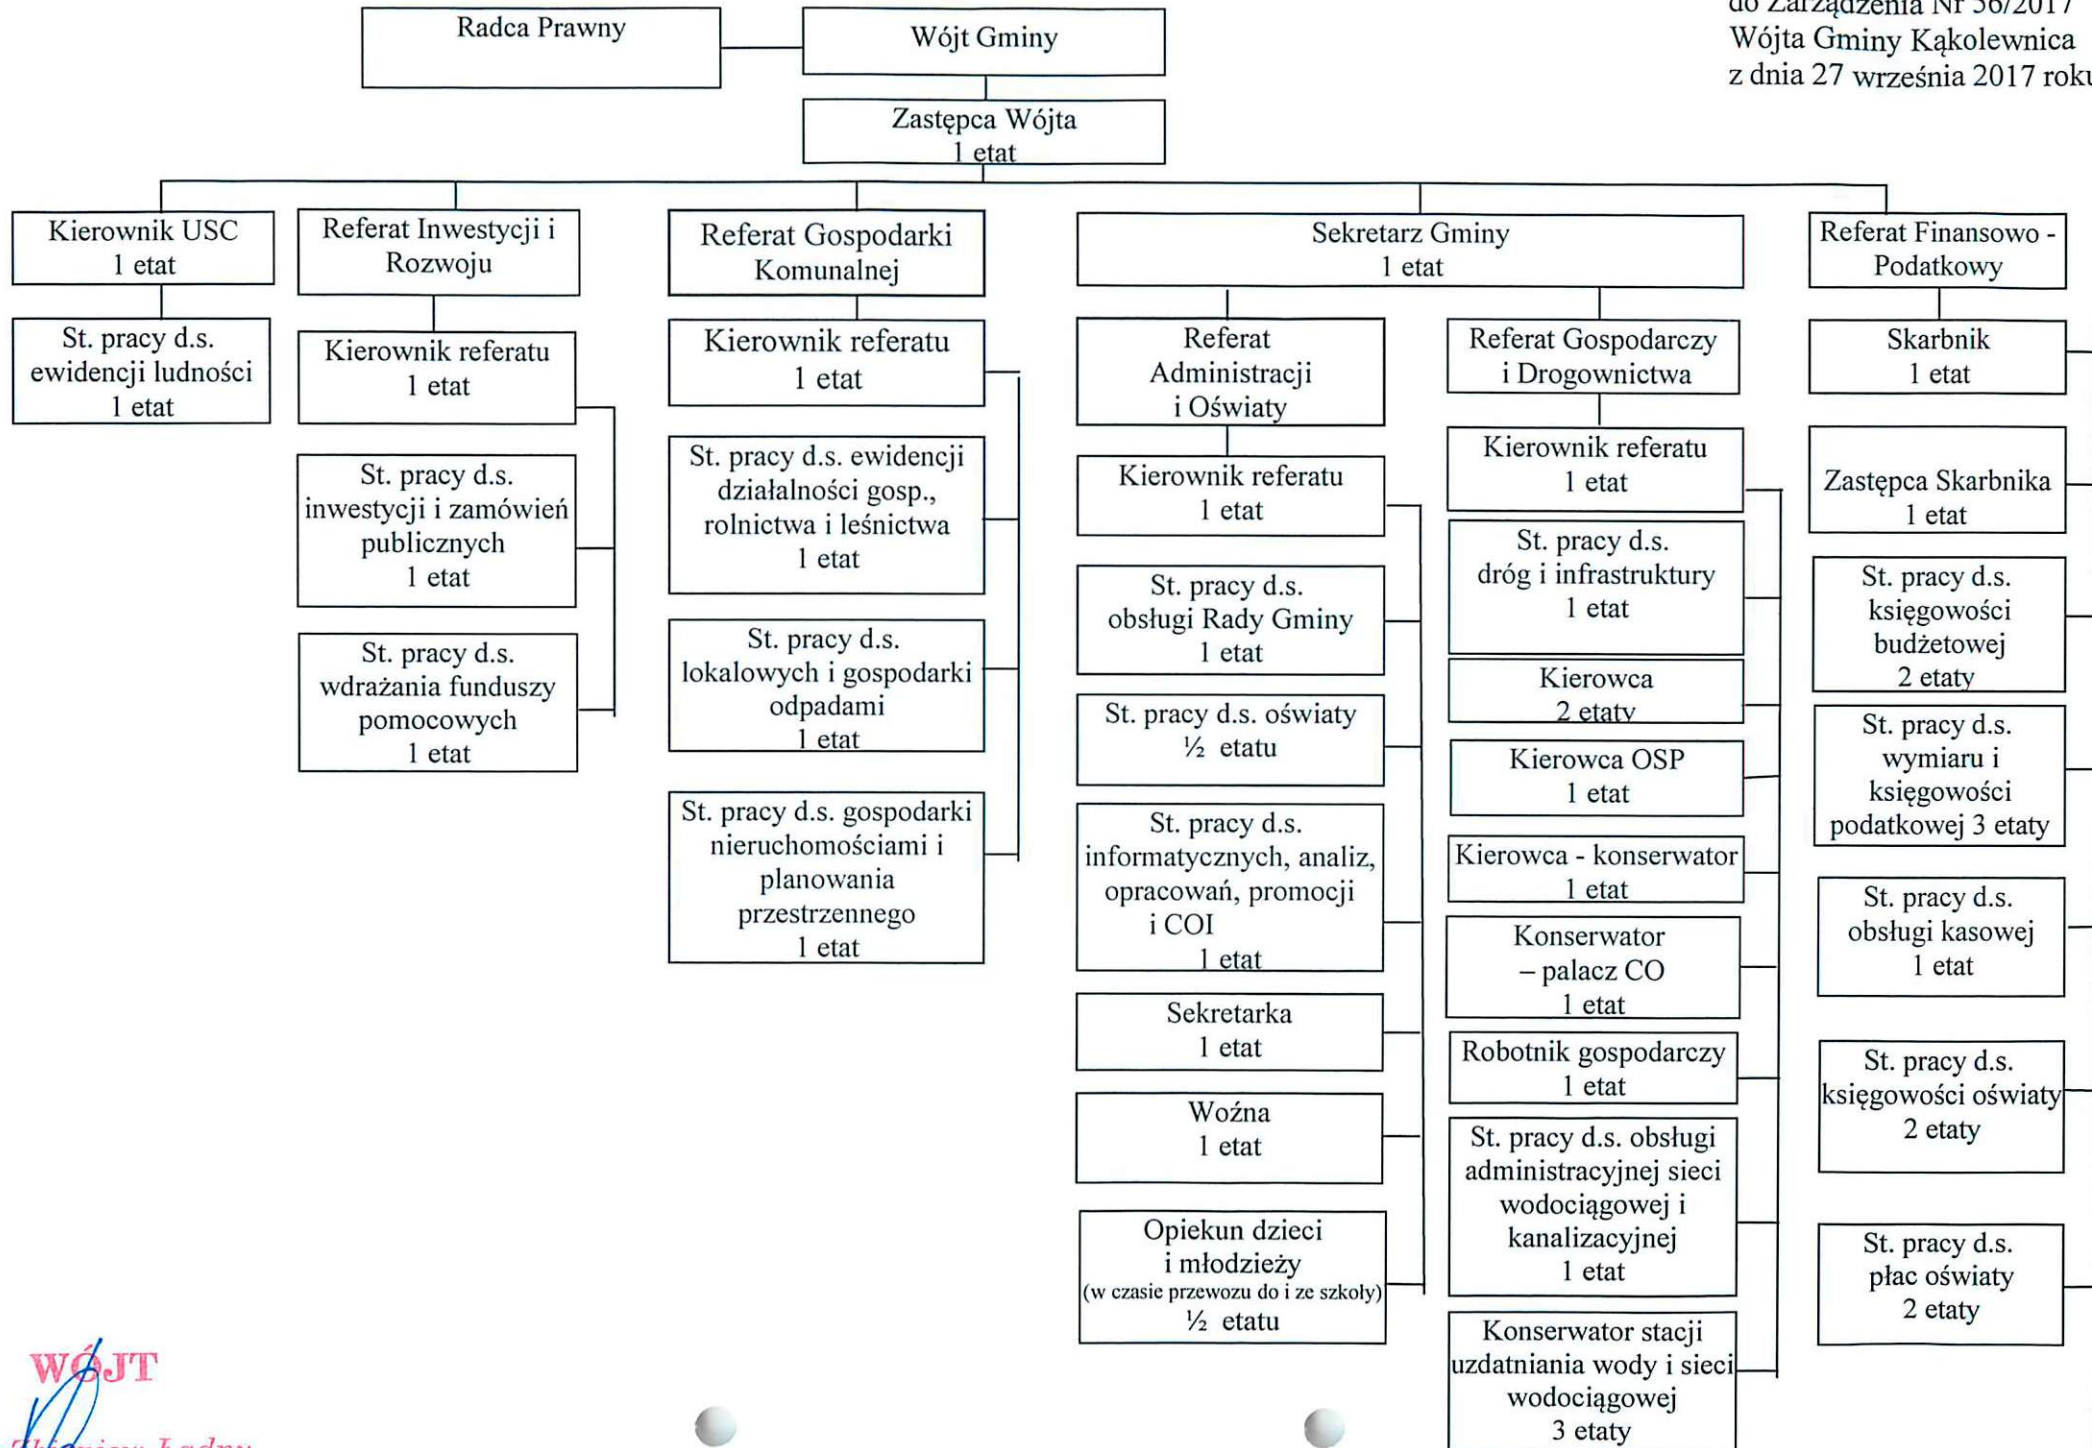 do Zarządzenia Nr 56/2017
Wójta Gminy Kąkolewnica
z dnia 27 września 2017 roku
Radca Prawny
Wójt Gminy
Zastępca Wójta
1 etat
Kierownik USC
1 etat
St. pracy d.s.
ewidencji ludności
1 etat
Referat Inwestycji i
Rozwoju
Kierownik referatu
1 etat
St. pracy d.s.
inwestycji i zamówień
publicznych
1 etat
St. pracy d.s.
wdrażania funduszy
pomocowych
1 etat
Referat Gospodarki
Komunalnej
Kierownik referatu
1 etat
St. pracy d.s. ewidencji
działalności gosp.,
rolnictwa i leśnictwa
1 etat
St. pracy d.s.
lokalowych i gospodarki
odpadami
1 etat
St. pracy d.s. gospodarki
nieruchomościami i
planowania
przestrzennego
1 etat
Sekretarz Gminy
1 etat
Referat
Administracji
i Oświaty
Kierownik referatu
1 etat
St. pracy d.s.
obsługi Rady Gminy
1 etat
St. pracy d.s. oświaty
½ etatu
St. pracy d.s.
informatycznych, analiz,
opracowań, promocji
i COI
1 etat
Sekretarka
1 etat
Woźna
1 etat
Opiekun dzieci
i młodzieży
(w czasie przewozu do i ze szkoły)
½ etatu
Referat Gospodarczy
i Drogownictwa
Kierownik referatu
1 etat
St. pracy d.s.
dróg i infrastruktury
1 etat
Kierowca
2 etaty
Kierowca OSP
1 etat
Kierowca - konserwator
1 etat
Konserwator
– palacz CO
1 etat
Robotnik gospodarczy
1 etat
St. pracy d.s. obsługi
administracyjnej sieci
wodociągowej i
kanalizacyjnej
1 etat
Konserwator stacji
uzdatniania wody i sieci
wodociągowej
3 etaty
Referat Finansowo -
Podatkowy
Skarbnik
1 etat
Zastępca Skarbnika
1 etat
St. pracy d.s.
księgowości
budżetowej
2 etaty
St. pracy d.s.
wymiaru i
księgowości
podatkowej 3 etaty
St. pracy d.s.
obsługi kasowej
1 etat
St. pracy d.s.
księgowości oświaty
2 etaty
St. pracy d.s.
płac oświaty
2 etaty
WÓJT
Zbigniew Ładny